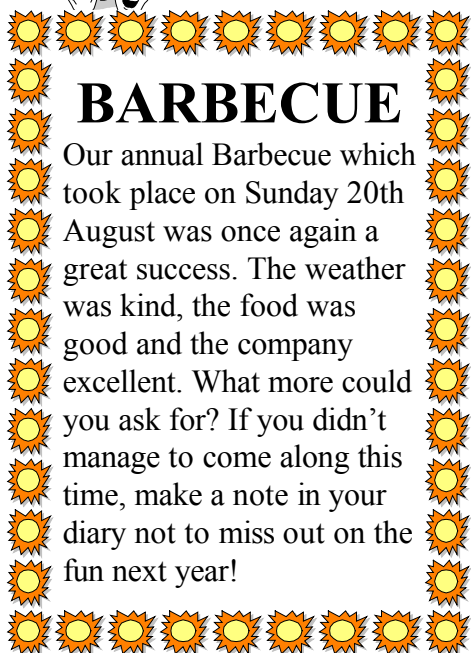 BARBECUE
Our annual Barbecue which
took place on Sunday 20th
August was once again a
great success. The weather
was kind, the food was
good and the company
excellent. What more could
you ask for? If you didn’t
manage to come along this
time, make a note in your
diary not to miss out on the
fun next year!